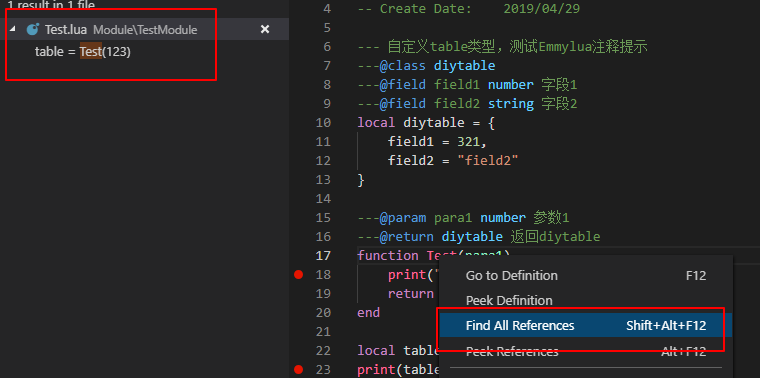 1 result in 1 file
Test.lua Module\TestModule
table = Test(123)
4 -- Create Date: 2019/04/29
5
6 --- 自定义table类型，测试Emmylua注释提示
7 ---@class diytable
8 ---@field field1 number 字段1
9 ---@field field2 string 字段2
10 local diytable = {
11 field1 = 321,
12 field2 = "field2"
13 }
14
15 ---@param para1 number 参数1
16 ---@return diytable 返回diytable
17 function Test(para1)
18 print("
19 return
20 end
21
22 local table
23 print(table
Go to Definition F12
Peek Definition
Find All References Shift+Alt+F12
Peek References Alt+F12